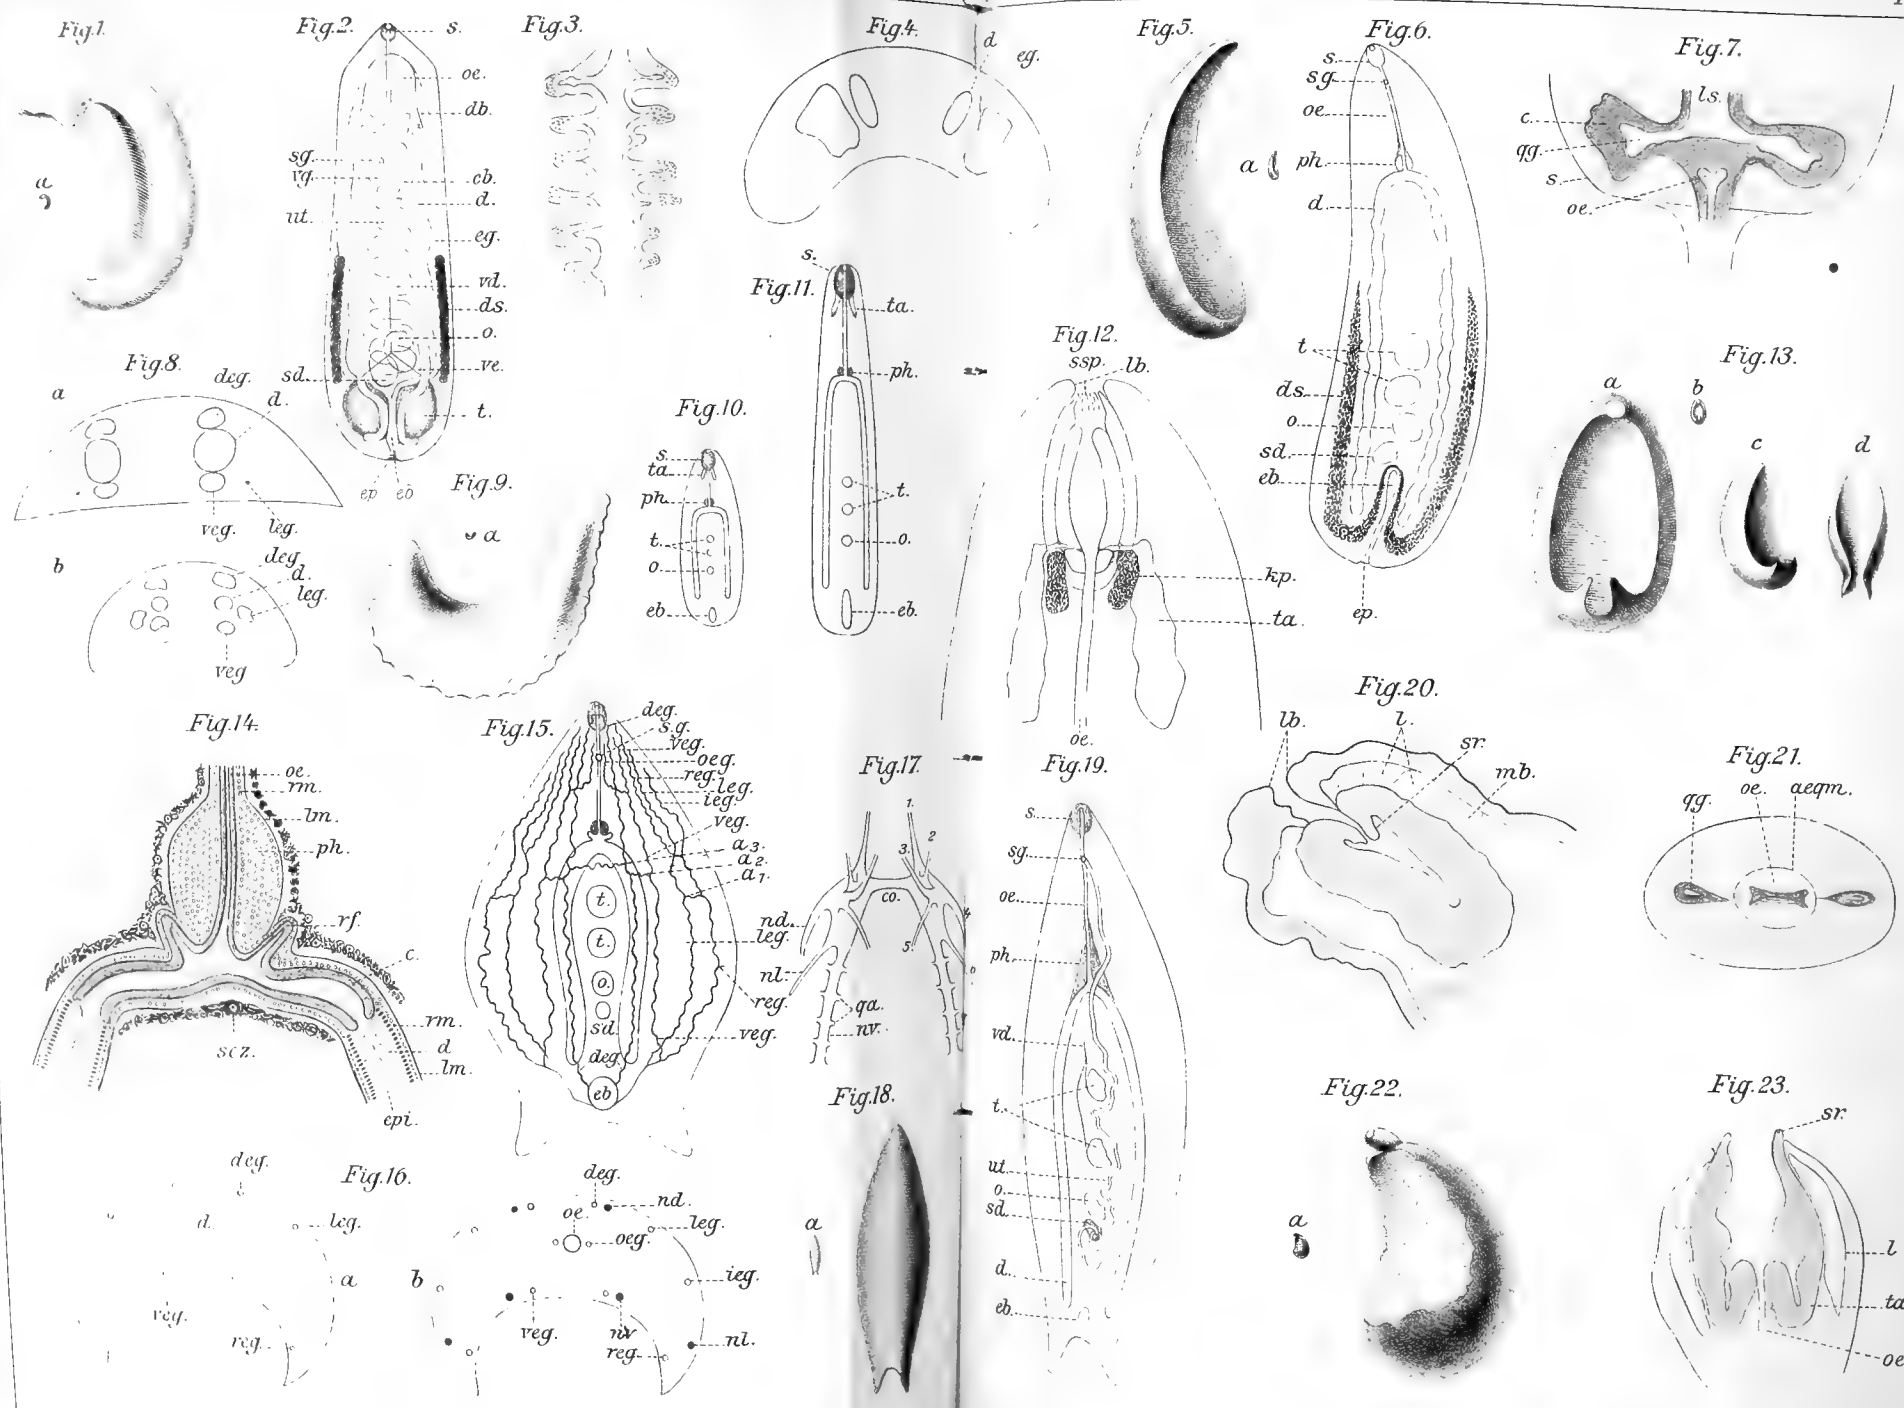 Fig.1.
a
Fig.2.
s.
oe.
db.
sg.
vg.
cb.
d.
ut.
eg.
vd.
ds.
o.
ve.
sd.
t.
ep
eb
Fig.3.
Fig.4.
d
eg.
Fig.5.
a
Fig.6.
s.
sg.
oe.
ph.
d.
t.
ds.
o.
sd.
eb.
ep.
Fig.7.
ls.
c.
qg.
s.
oe.
Fig.8.
a
deg.
d.
veg.
leg.
b
deg.
d.
leg.
veg
Fig.9.
a
Fig.10.
s.
ta.
ph.
t.
o.
eb.
Fig.11.
s.
ta.
ph.
t.
o.
eb.
Fig.12.
ssp.
lb.
kp.
ta.
oe.
Fig.13.
a
b
c
d
Fig.14.
oe.
rm.
lm.
ph.
rf.
c.
rm.
d
lm.
scz.
epi.
Fig.15.
deg.
s.g.
veg.
oeg.
reg.
leg.
ieg.
veg.
a3.
a2.
a1.
t.
t.
leg.
o.
reg.
sd.
veg.
deg.
eb
Fig.16.
deg.
d.
leg.
a
veg.
reg.
b
deg.
nd.
oe.
leg.
oeg.
ieg.
veg.
nv
reg.
nl.
Fig.17.
1.
2
3.
co.
4
5.
nd.
nl.
qa.
nv.
Fig.18.
a
Fig.19.
s.
sg.
oe.
ph.
vd.
t.
ut.
o.
sd.
d.
eb.
Fig.20.
lb.
l.
sr.
mb.
Fig.21.
qg.
oe.
aeqm.
Fig.22.
a
Fig.23.
sr.
l
ta
oe